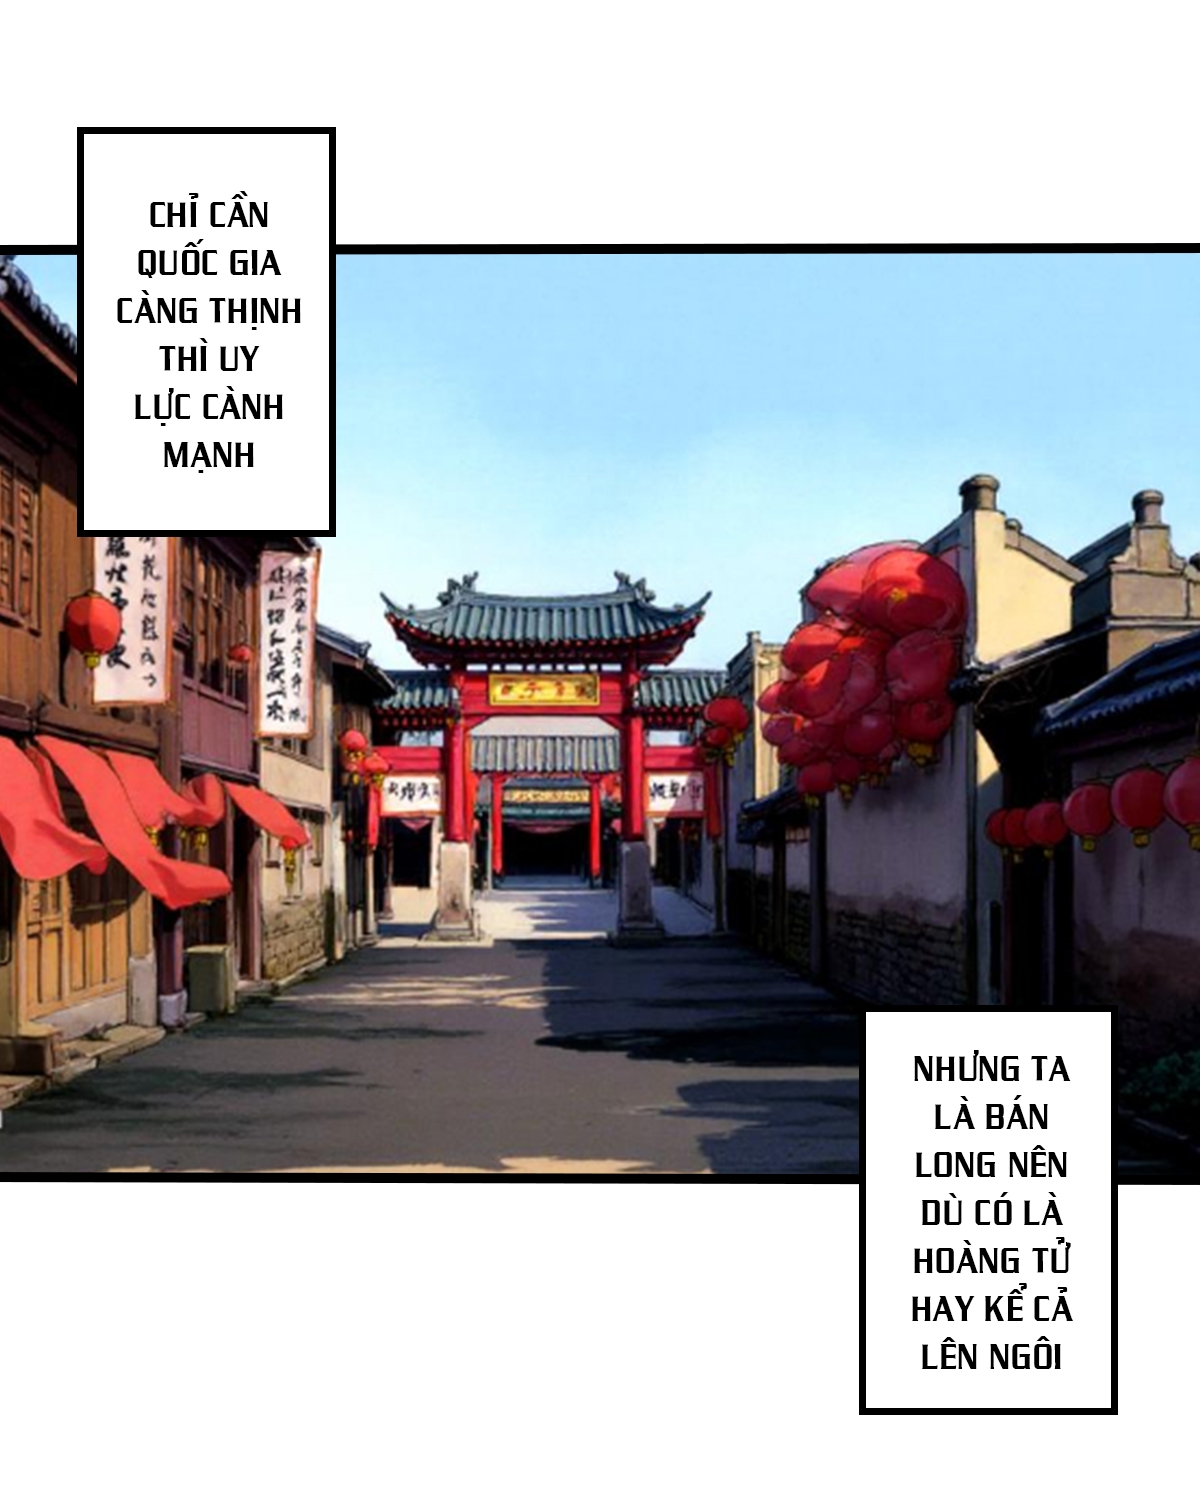 CHỈ CẦN
QUỐC GIA
CÀNG THỊNH
THÌ UY
LỰC CÀNH
MẠNH
NHƯNG TA
LÀ BÁN
LONG NÊN
DÙ CÓ LÀ
HOÀNG TỬ
HAY KỂ CẢ
LÊN NGÔI